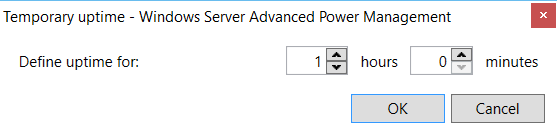 Temporary uptime - Windows Server Advanced Power Management
Define uptime for: 1 hours 0 minutes
OK Cancel